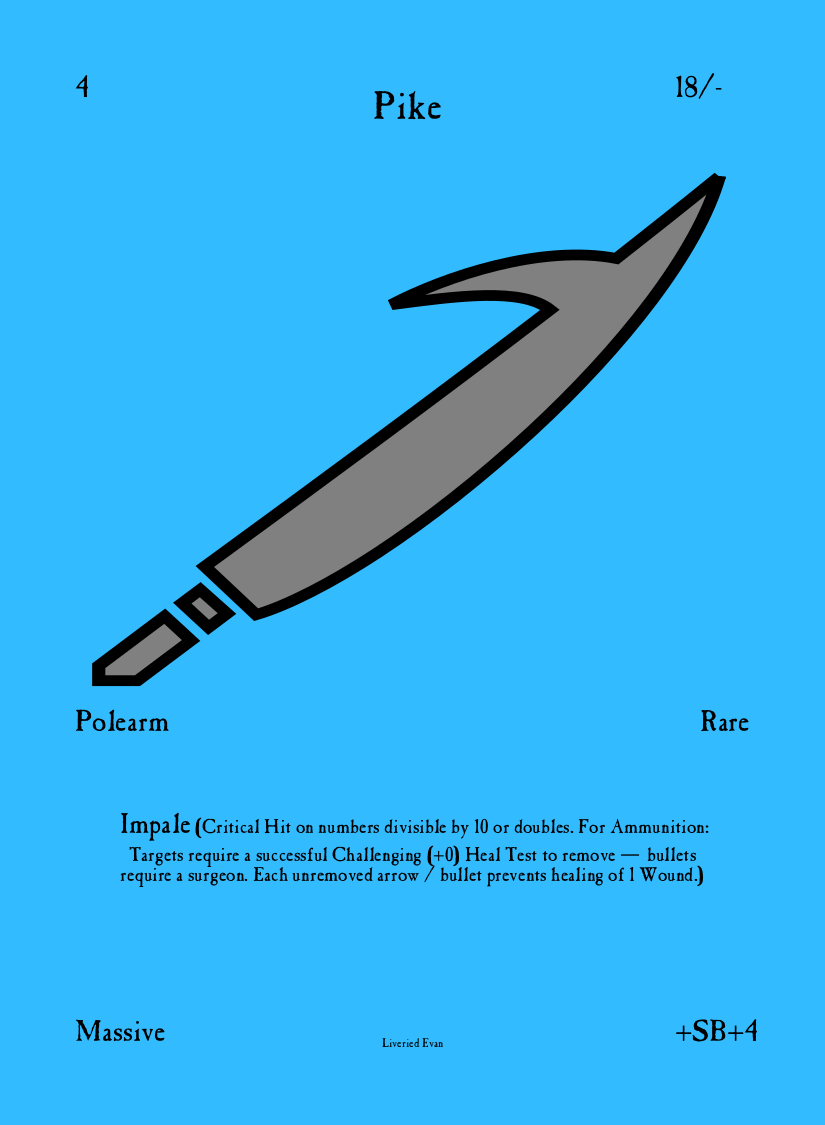 4
Pike
18/-
Polearm
Rare
Impale (Critical Hit on numbers divisible by 10 or doubles. For Ammunition:
Targets require a successful Challenging (+0) Heal Test to remove — bullets
require a surgeon. Each unremoved arrow / bullet prevents healing of 1 Wound.)
Massive
Liveried Evan
+SB+4